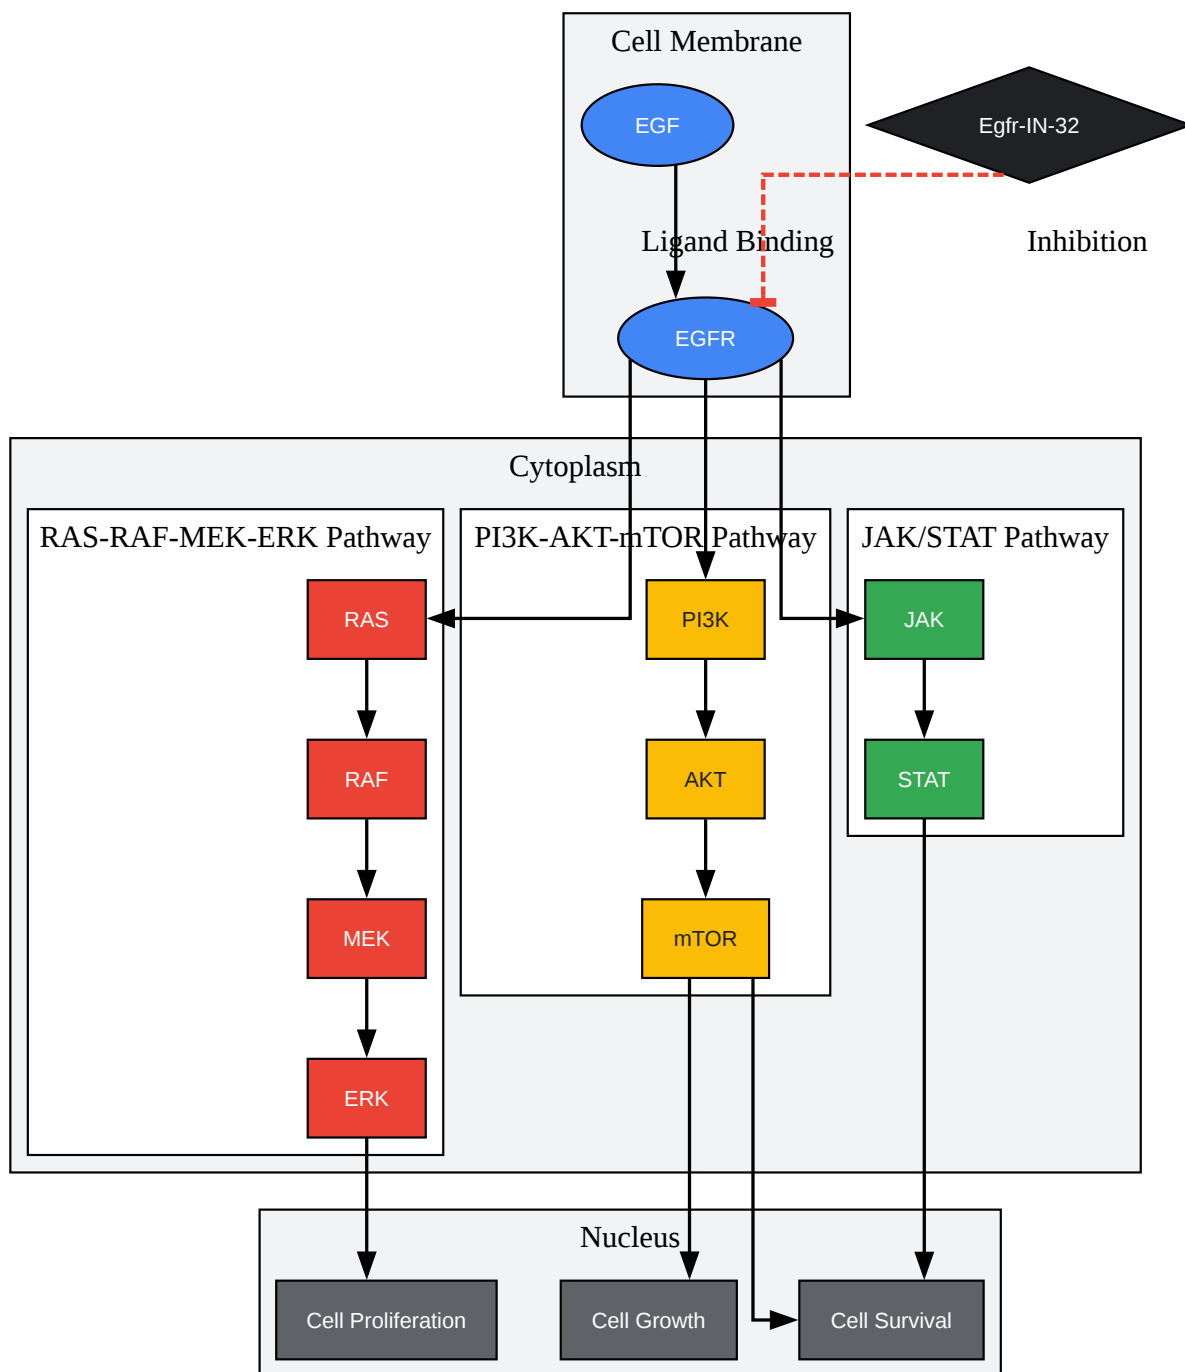 Cell Membrane
EGF
Egfr-IN-32
Ligand Binding
Inhibition
EGFR
Cytoplasm
RAS-RAF-MEK-ERK Pathway
PI3K-AKT-mTOR Pathway
JAK/STAT Pathway
RAS
PI3K
JAK
RAF
AKT
STAT
MEK
mTOR
ERK
Nucleus
Cell Proliferation
Cell Growth
Cell Survival